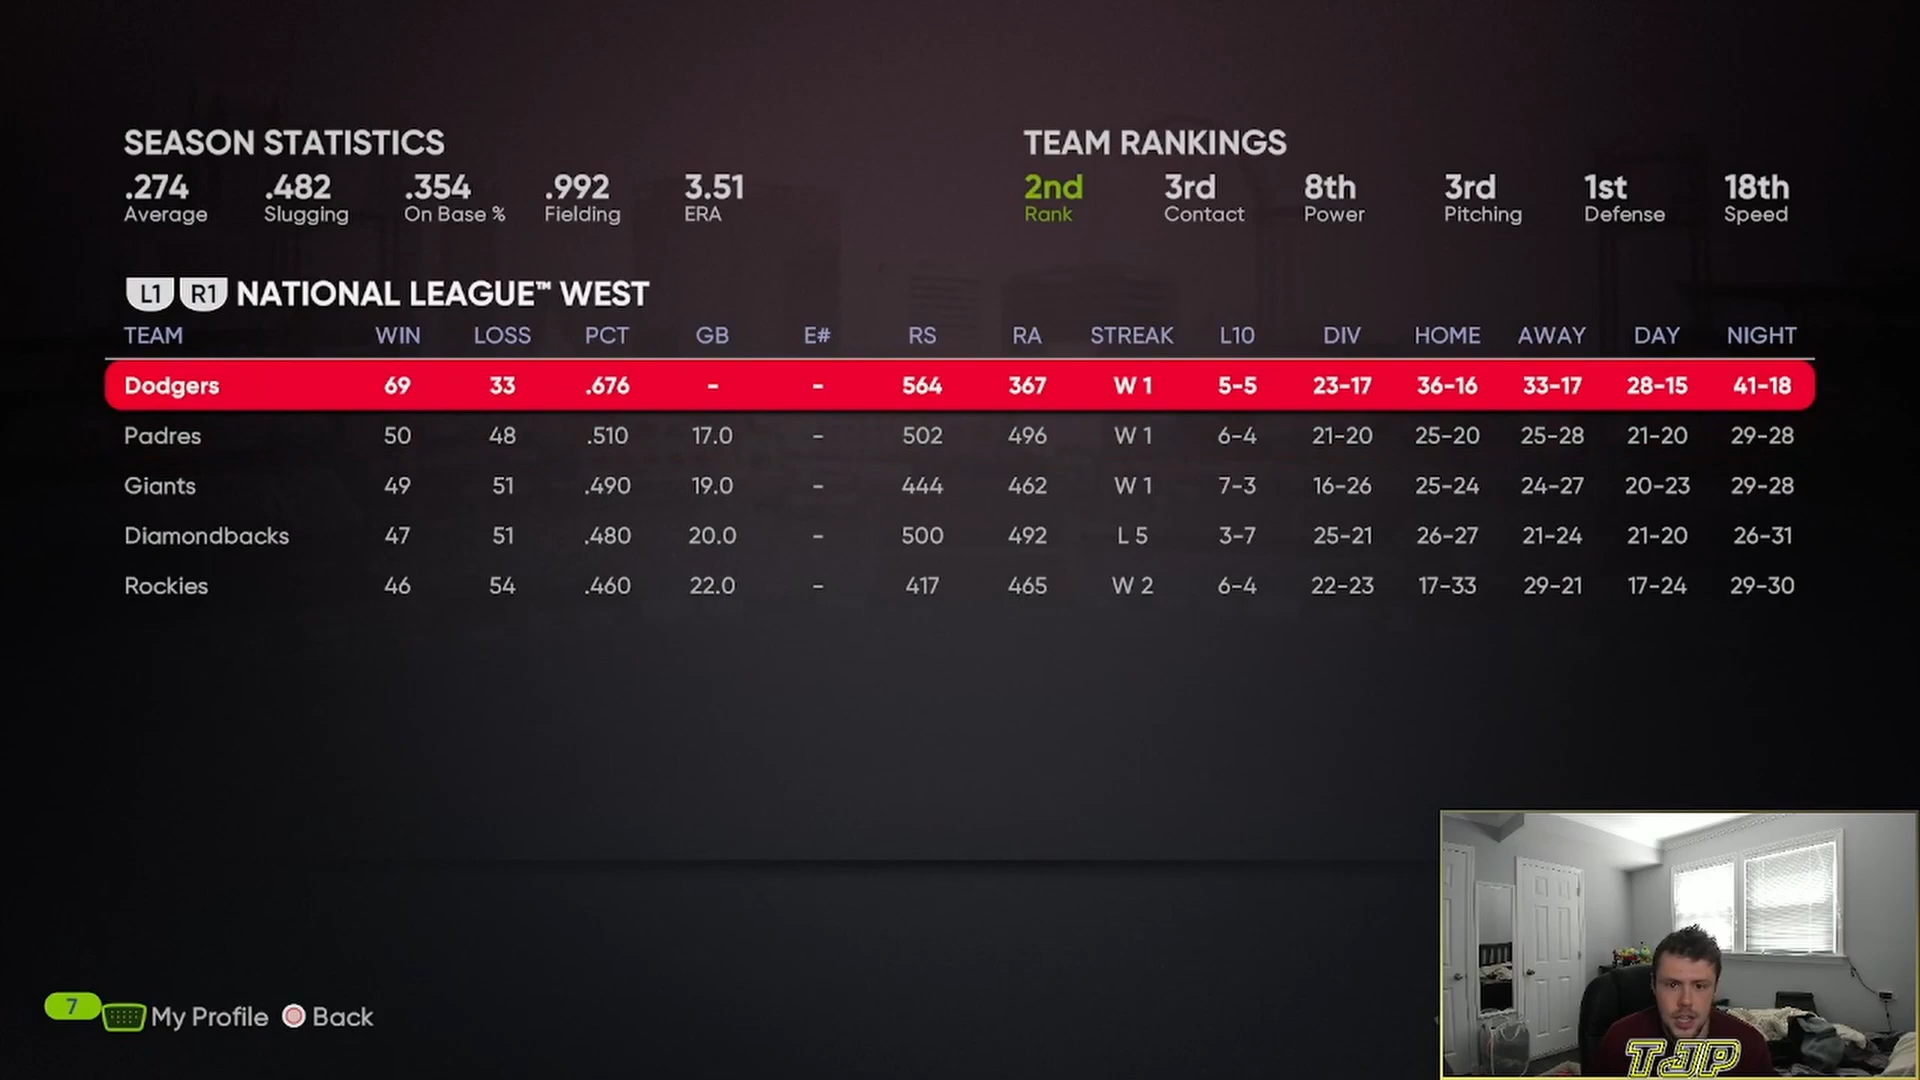 SEASON STATISTICS
.274 .482 .354 .992 3.51
Average Slugging On Base % Fielding ERA
TEAM RANKINGS
2nd 3rd 8th 3rd 1st 18th
Rank Contact Power Pitching Defense Speed
L1 R1 NATIONAL LEAGUE™ WEST
TEAM WIN LOSS PCT GB E# RS RA STREAK L10 DIV HOME AWAY DAY NIGHT
Dodgers 69 33 .676 - - 564 367 W 1 5-5 23-17 36-16 33-17 28-15 41-18
Padres 50 48 .510 17.0 - 502 496 W 1 6-4 21-20 25-20 25-28 21-20 29-28
Giants 49 51 .490 19.0 - 444 462 W 1 7-3 16-26 25-24 24-27 20-23 29-28
Diamondbacks 47 51 .480 20.0 - 500 492 L 5 3-7 25-21 26-27 21-24 21-20 26-31
Rockies 46 54 .460 22.0 - 417 465 W 2 6-4 22-23 17-33 29-21 17-24 29-30
7 My Profile Back
TJP